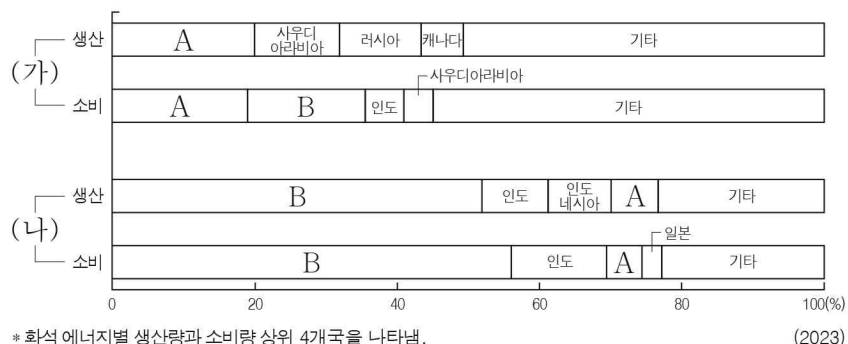 생산 A 사우디 아라비아 러시아 캐나다 기타
(가)
사우디아라비아
소비 A B 인도 기타
생산 B 인도 인도 네시아 A 기타
(나)
일본
소비 B 인도 A 기타
0 20 40 60 80 100(%)
* 화석 에너지별 생산량과 소비량 상위 4개국을 나타냄. (2023)